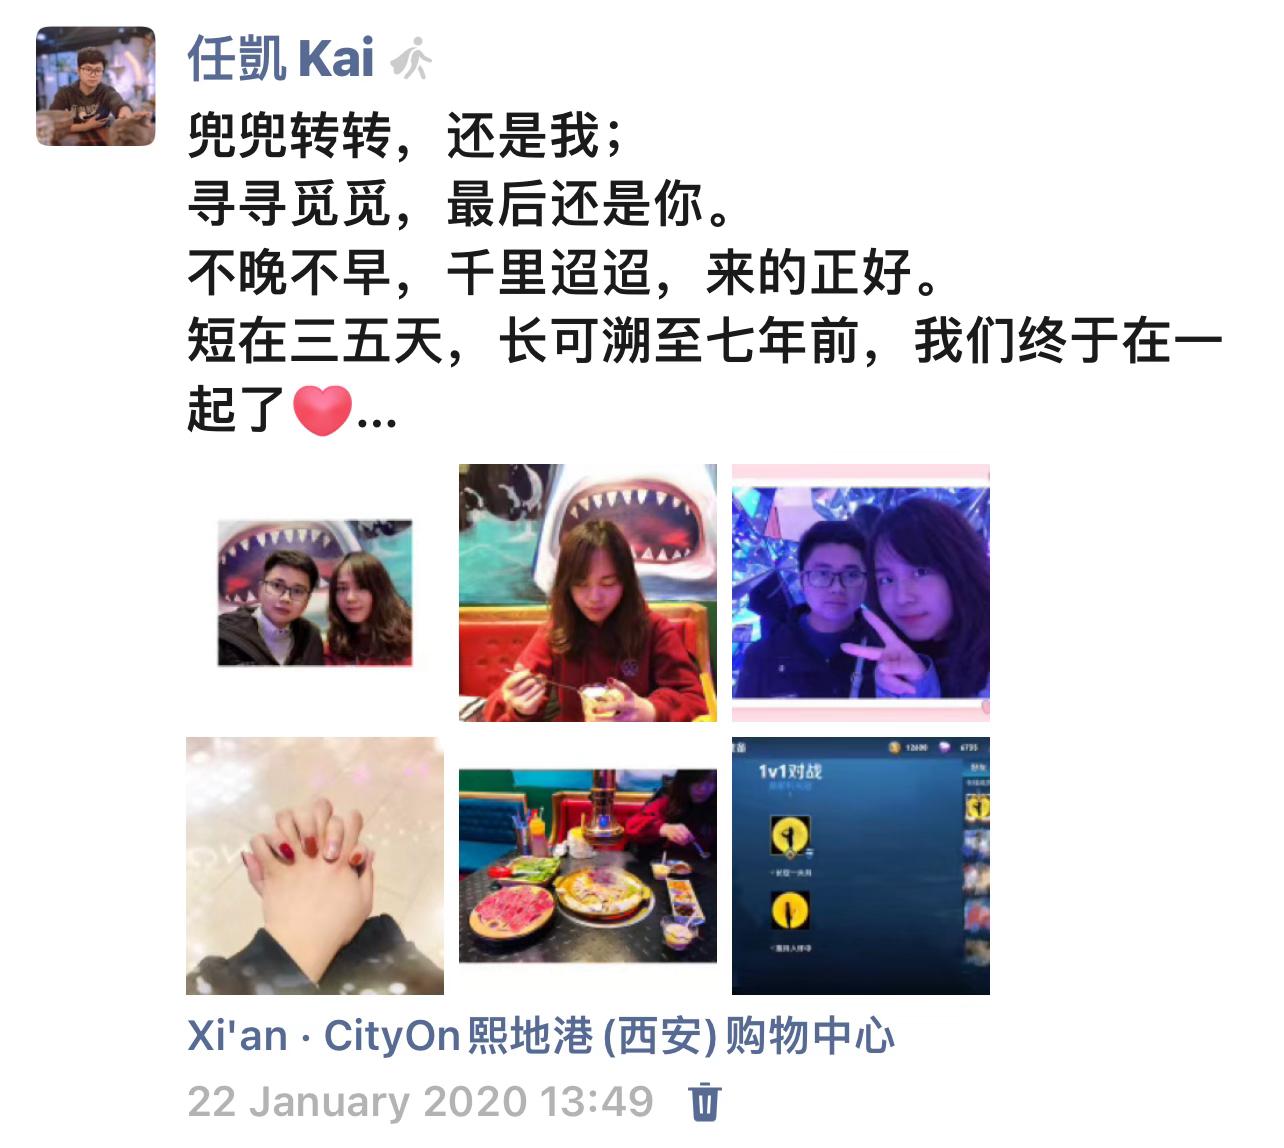 任凱 Kai
兜兜转转，还是我；
寻寻觅觅，最后还是你。
不晚不早，千里迢迢，来的正好。
短在三五天，长可溯至七年前，我们终于在一
起了❤...
1v1对战
Xi'an · CityOn熙地港(西安)购物中心
22 January 2020 13:49